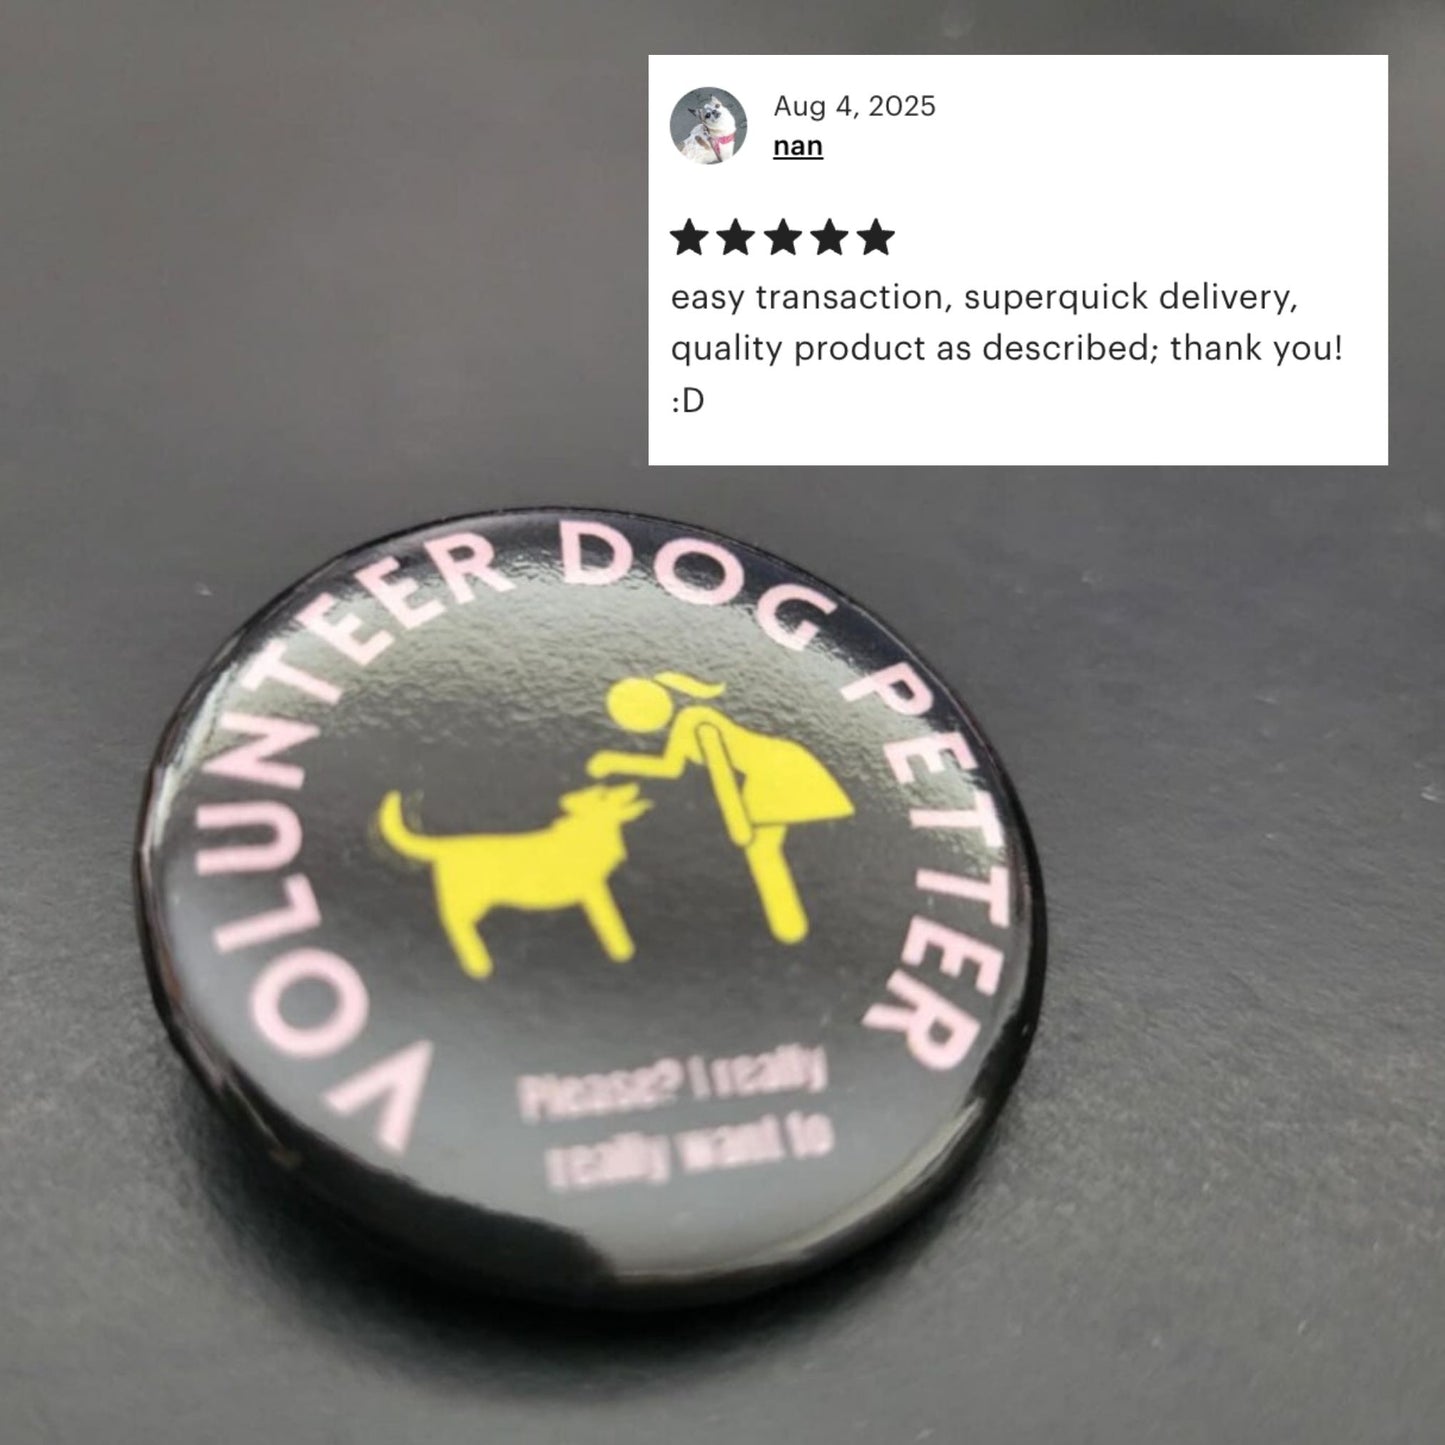 Aug 4, 2025
nan
easy transaction, superquick delivery,
quality product as described; thank you!
:D
VOLUNTEER DOG PETTER
Please? I really
really want to